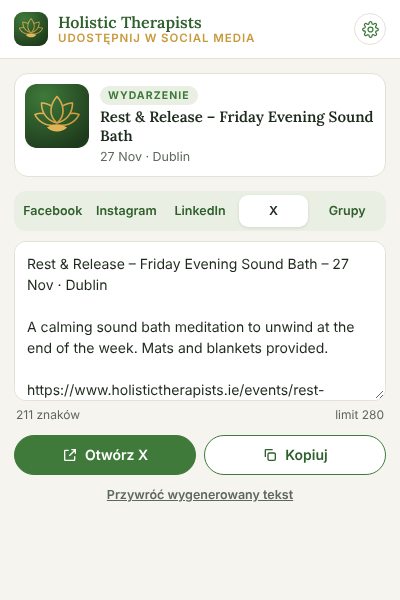 Holistic Therapists
UDOSTĘPNIJ W SOCIAL MEDIA
WYDARZENIE
Rest & Release – Friday Evening Sound
Bath
27 Nov · Dublin
Facebook Instagram LinkedIn X Grupy
Rest & Release – Friday Evening Sound Bath – 27
Nov · Dublin
A calming sound bath meditation to unwind at the
end of the week. Mats and blankets provided.
https://www.holistictherapists.ie/events/rest-
211 znaków limit 280
Otwórz X Kopiuj
Przywróć wygenerowany tekst